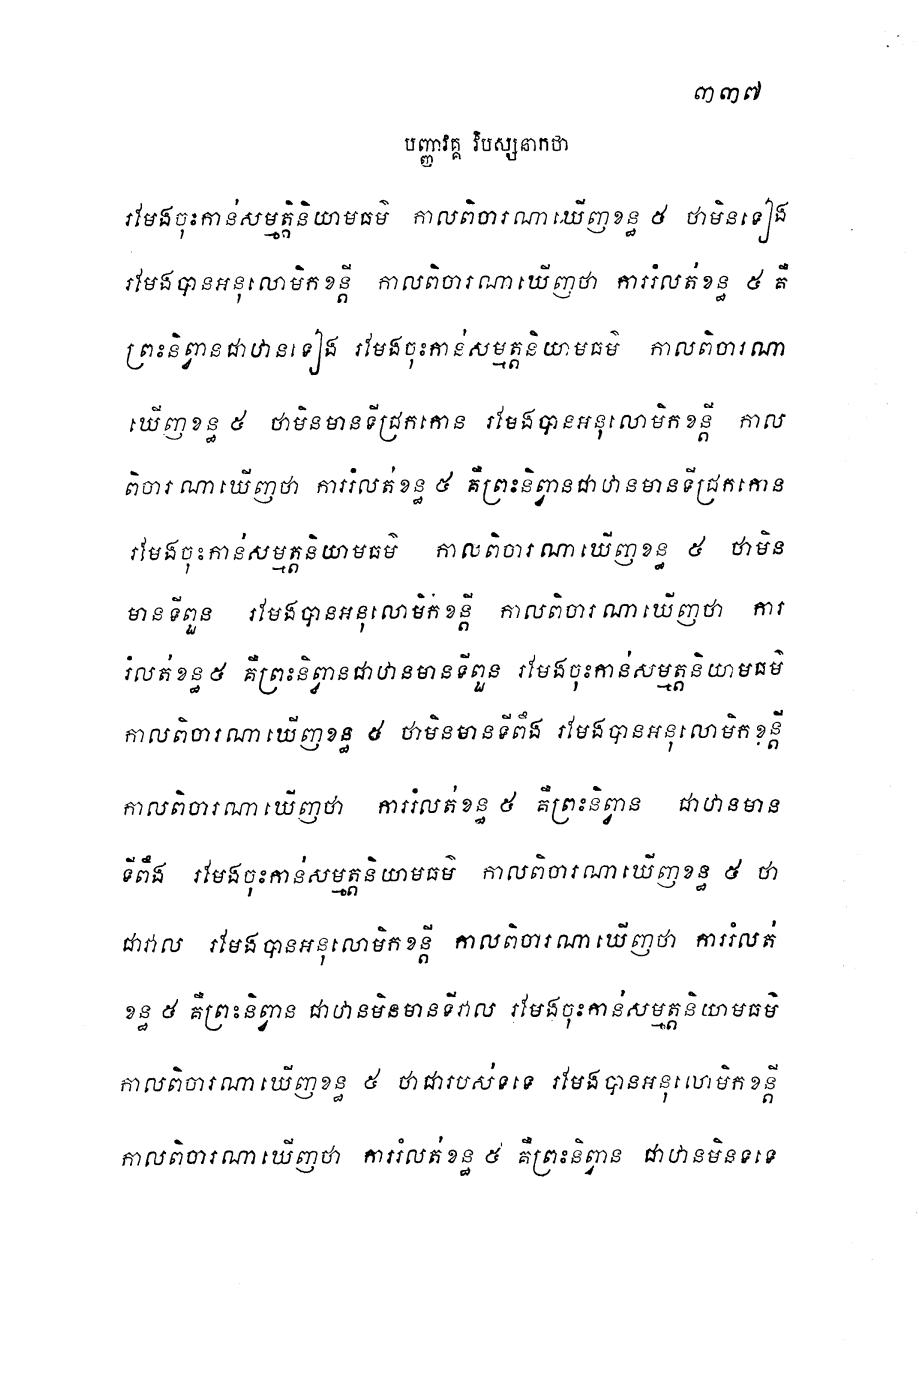 ៣៣៧
បញ្ញាវគ្គ វិបស្សនាកថា
រមែងចុះកាន់សម្មត្តនិយាមធម៌ កាលពិចារណាឃើញខន្ធ ៥ ថាមិនទៀង
រមែងបានអនុលោមិកខន្តី កាលពិចារណាឃើញថា ការរំលត់ខន្ធ ៥ គឺ
ព្រះនិព្វានជាឋានទៀង រមែងចុះកាន់សម្មត្តនិយាមធម៌ កាលពិចារណា
ឃើញខន្ធ ៥ ថាមិនមានទីជ្រកកោន រមែងបានអនុលោមិកខន្តី កាល
ពិចារណាឃើញថា ការរំលត់ខន្ធ ៥ គឺព្រះនិព្វានជាឋានមានទីជ្រកកោន
រមែងចុះកាន់សម្មត្តនិយាមធម៌ កាលពិចារណាឃើញខន្ធ ៥ ថាមិន
មានទីពួន រមែងបានអនុលោមិកខន្តី កាលពិចារណាឃើញថា ការ
រំលត់ខន្ធ ៥ គឺព្រះនិព្វានជាឋានមានទីពួន រមែងចុះកាន់សម្មត្តនិយាមធម៌
កាលពិចារណាឃើញខន្ធ ៥ ថាមិនមានទីពឹង រមែងបានអនុលោមិកខន្តី
កាលពិចារណាឃើញថា ការរំលត់ខន្ធ ៥ គឺព្រះនិព្វាន ជាឋានមាន
ទីពឹង រមែងចុះកាន់សម្មត្តនិយាមធម៌ កាលពិចារណាឃើញខន្ធ ៥ ថា
ជាវាល រមែងបានអនុលោមិកខន្តី កាលពិចារណាឃើញថា ការរំលត់
ខន្ធ ៥ គឺព្រះនិព្វាន ជាឋានមិនមានទីវាល រមែងចុះកាន់សម្មត្តនិយាមធម៌
កាលពិចារណាឃើញខន្ធ ៥ ថាជារបស់ទទេ រមែងបានអនុលោមិកខន្តី
កាលពិចារណាឃើញថា ការរំលត់ខន្ធ ៥ គឺព្រះនិព្វាន ជាឋានមិនទទេ